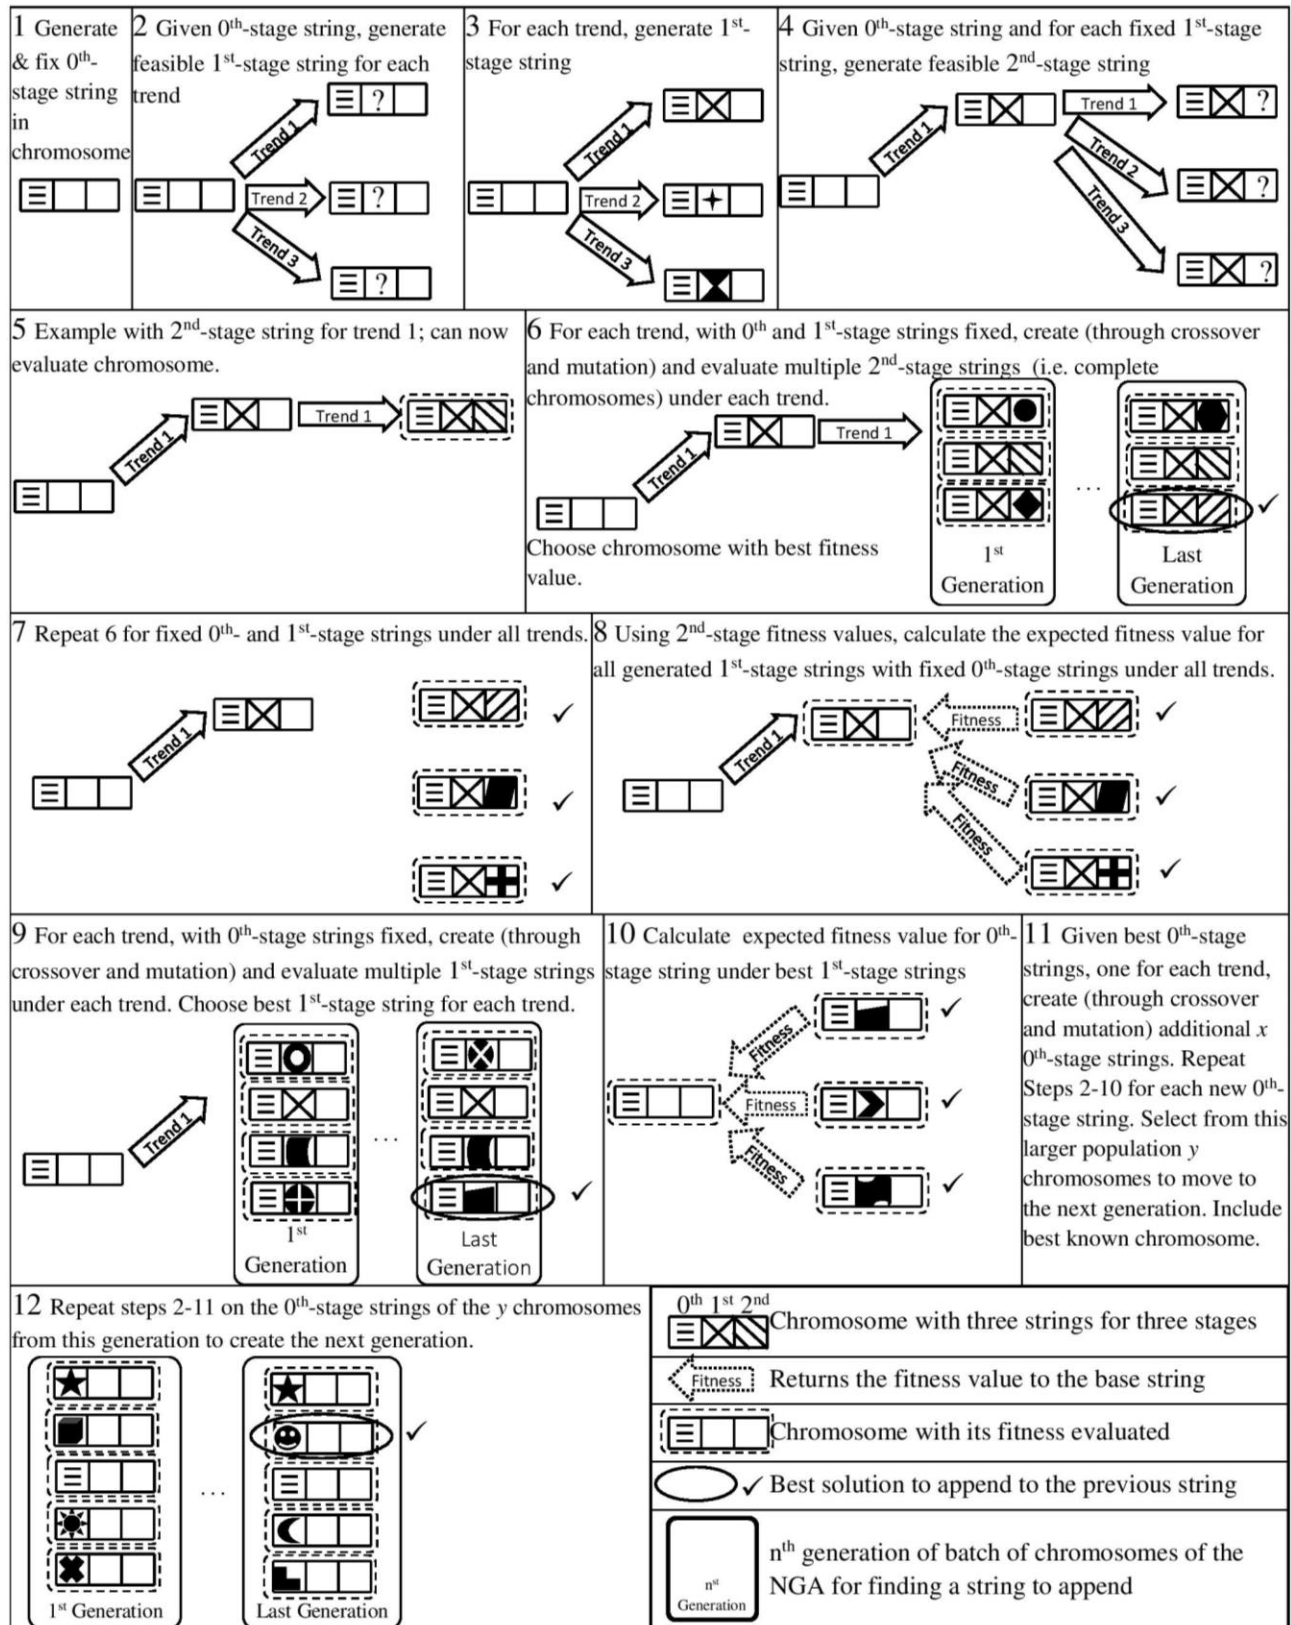 1 Generate
& fix 0th-
stage string
in
chromosome
2 Given 0th-stage string, generate
feasible 1st-stage string for each
trend
Trend 1
?
Trend 2
?
Trend 3
?
3 For each trend, generate 1st-
stage string
Trend 1
Trend 2
Trend 3
4 Given 0th-stage string and for each fixed 1st-stage
string, generate feasible 2nd-stage string
Trend 1
Trend 1
?
Trend 2
?
Trend 3
?
5 Example with 2nd-stage string for trend 1; can now
evaluate chromosome.
Trend 1
Trend 1
6 For each trend, with 0th and 1st-stage strings fixed, create (through crossover
and mutation) and evaluate multiple 2nd-stage strings (i.e. complete
chromosomes) under each trend.
Trend 1
Trend 1
...
Choose chromosome with best fitness
value.
1st
Generation
Last
Generation
7 Repeat 6 for fixed 0th- and 1st-stage strings under all trends.
Trend 1
8 Using 2nd-stage fitness values, calculate the expected fitness value for
all generated 1st-stage strings with fixed 0th-stage strings under all trends.
Trend 1
Fitness
Fitness
Fitness
9 For each trend, with 0th-stage strings fixed, create (through
crossover and mutation) and evaluate multiple 1st-stage strings
under each trend. Choose best 1st-stage string for each trend.
Trend 1
...
1st
Generation
Last
Generation
10 Calculate expected fitness value for 0th-
stage string under best 1st-stage strings
Fitness
Fitness
Fitness
11 Given best 0th-stage
strings, one for each trend,
create (through crossover
and mutation) additional x
0th-stage strings. Repeat
Steps 2-10 for each new 0th-
stage string. Select from this
larger population y
chromosomes to move to
the next generation. Include
best known chromosome.
12 Repeat steps 2-11 on the 0th-stage strings of the y chromosomes
from this generation to create the next generation.
...
1st Generation
Last Generation
0th 1st 2nd
Chromosome with three strings for three stages
Fitness
Returns the fitness value to the base string
Chromosome with its fitness evaluated
Best solution to append to the previous string
nst
Generation
nth generation of batch of chromosomes of the
NGA for finding a string to append